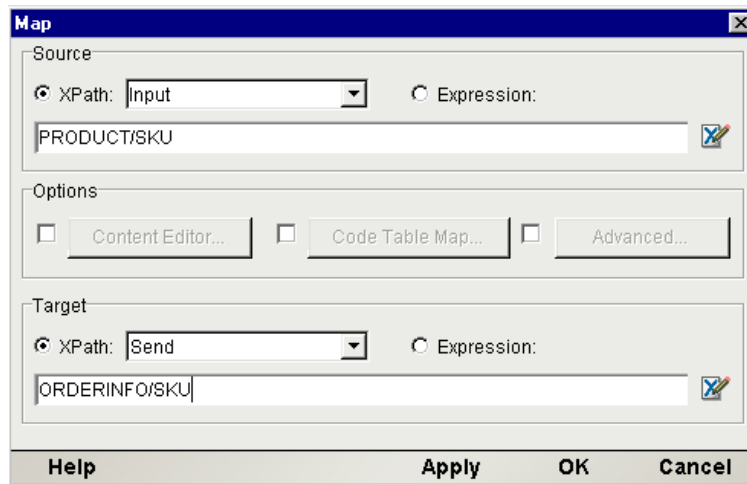 Map
Source
XPath: Input Expression:
PRODUCT/SKU
Options
Content Editor... Code Table Map... Advanced...
Target
XPath: Send Expression:
ORDERINFO/SKU
Help Apply OK Cancel